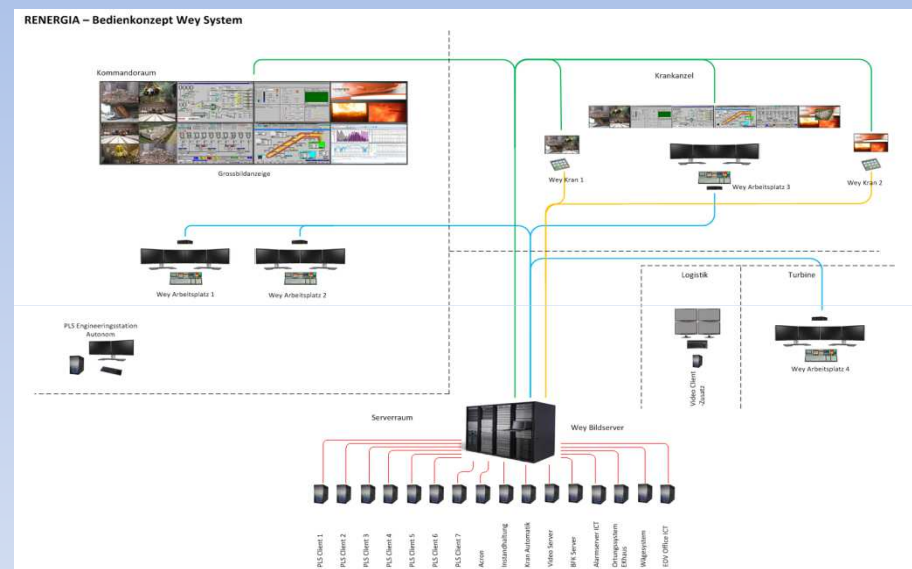 RENERGIA – Bedienkonzept Wey System
Kommandoraum
Krankanzel
Grossbildanzeige
Wey Kran 1
Wey Arbeitsplatz 3
Wey Kran 2
Wey Arbeitsplatz 1
Wey Arbeitsplatz 2
Logistik
Turbine
PLS Engineeringsstation
Autonom
Video Client
-Zusatz
Wey Arbeitsplatz 4
Serverraum
Wey Bildserver
PLS Client 1
PLS Client 2
PLS Client 3
PLS Client 4
PLS Client 5
PLS Client 6
PLS Client 7
Acron
Instandhaltung
Kran Automatik
Video Server
BFK Server
Alarmserver ICT
Ortungssystem
Wägesystem
EDV Office ICT